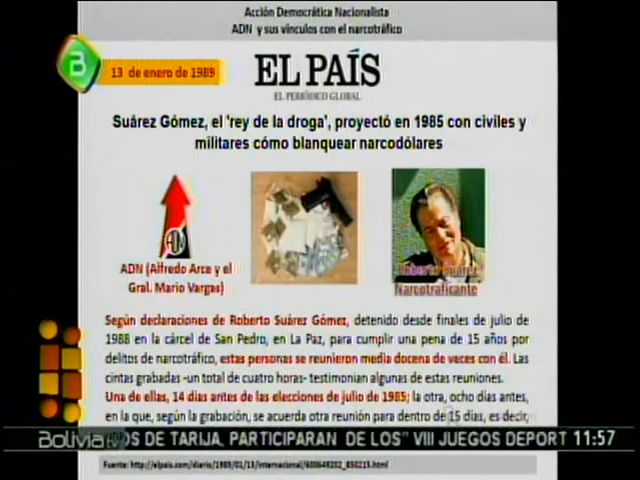 Acción Democrática Nacionalista
ADN y sus vínculos con el narcotráfico
B
13 de enero de 1989
EL PAÍS
EL PERIÓDICO GLOBAL
Suárez Gómez, el 'rey de la droga', proyectó en 1985 con civiles y
militares cómo blanquear narcodólares
ADN
ADN (Alfredo Arce y el
Gral. Mario Vargas)
Roberto Suárez
Narcotraficante
Según declaraciones de Roberto Suárez Gómez, detenido desde finales de julio de
1988 en la cárcel de San Pedro, en La Paz, para cumplir una pena de 15 años por
delitos de narcotráfico, estas personas se reunieron media docena de veces con él. Las
cintas grabadas -un total de cuatro horas- testimonian algunas de estas reuniones.
Una de ellas, 14 días antes de las elecciones de julio de 1985; la otra, ocho días antes,
en la que, según la grabación, se acuerda otra reunión para dentro de 15 días, es decir,
Bolivia
OS DE TARIJA, PARTICIPARAN DE LOS" VIII JUEGOS DEPORT 11:57